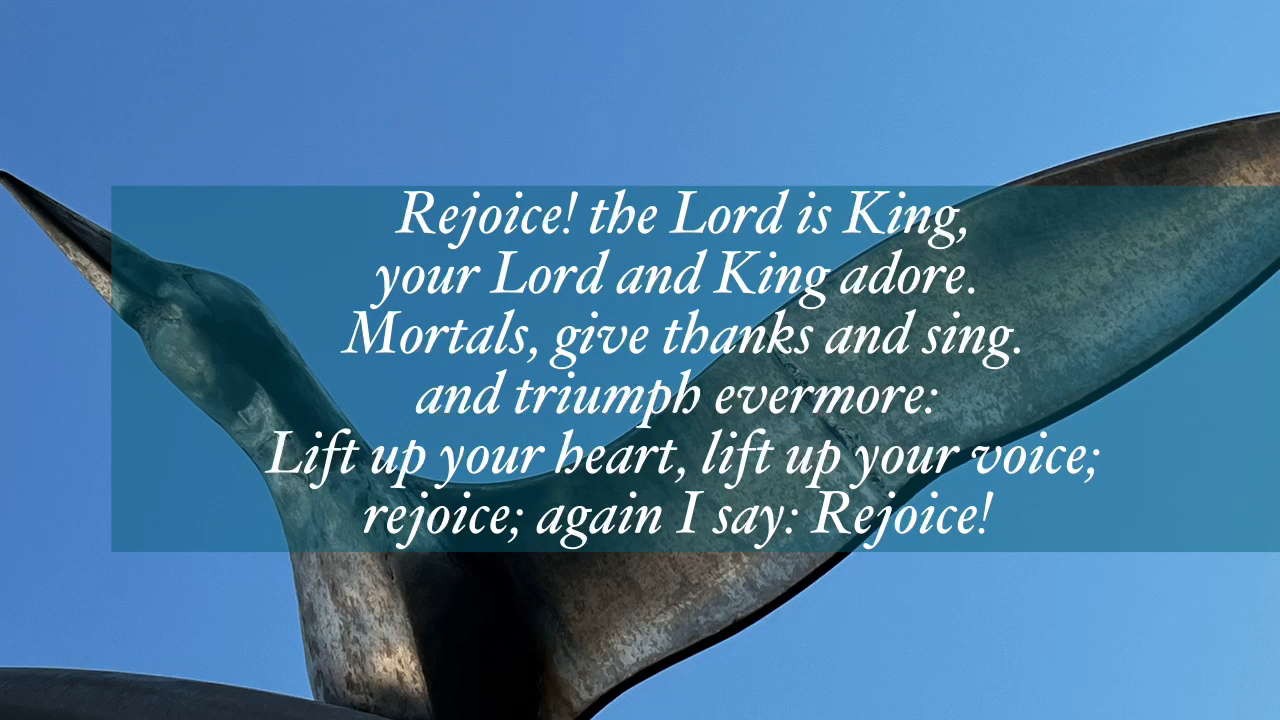 Rejoice! the Lord is King,
your Lord and King adore.
Mortals, give thanks and sing.
and triumph evermore:
Lift up your heart, lift up your voice;
rejoice; again I say: Rejoice!